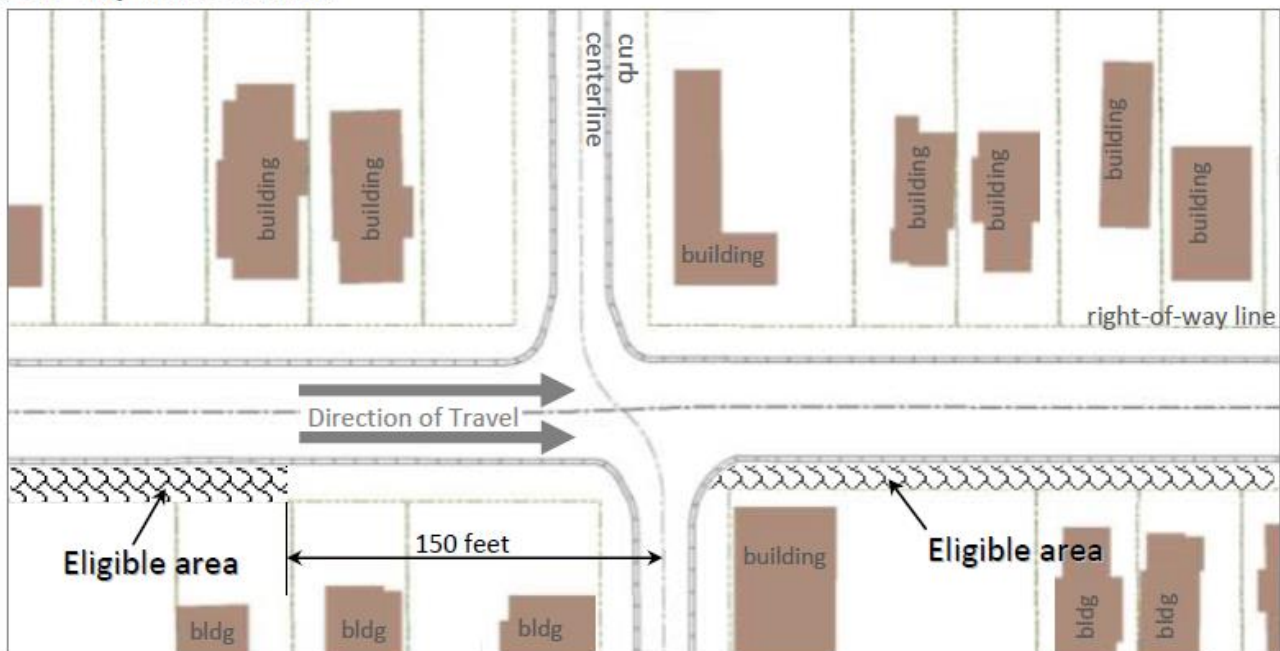 centerline
curb
building
building
building
building
building
building
building
right-of-way line
Direction of Travel
Eligible area
150 feet
building
Eligible area
bldg
bldg
bldg
bldg
bldg